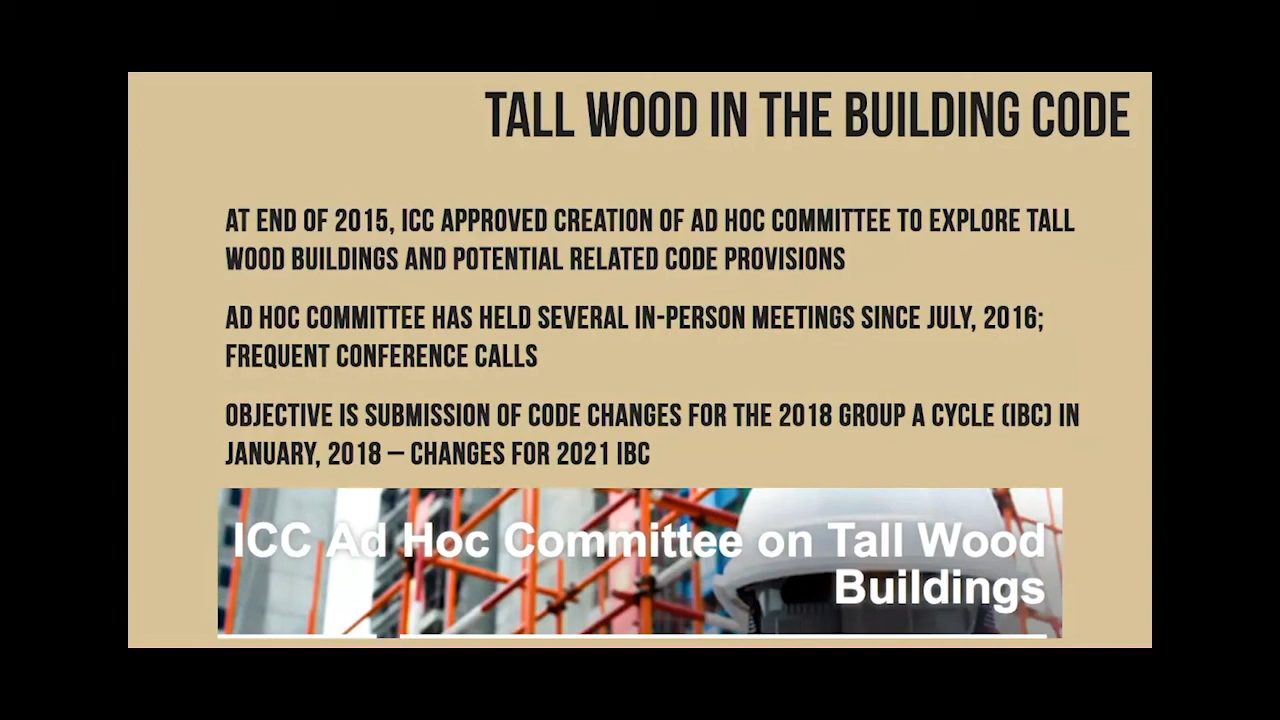 TALL WOOD IN THE BUILDING CODE
AT END OF 2015, ICC APPROVED CREATION OF AD HOC COMMITTEE TO EXPLORE TALL
WOOD BUILDINGS AND POTENTIAL RELATED CODE PROVISIONS
AD HOC COMMITTEE HAS HELD SEVERAL IN-PERSON MEETINGS SINCE JULY, 2016;
FREQUENT CONFERENCE CALLS
OBJECTIVE IS SUBMISSION OF CODE CHANGES FOR THE 2018 GROUP A CYCLE (IBC) IN
JANUARY, 2018 – CHANGES FOR 2021 IBC
ICC Ad Hoc Committee on Tall Wood
Buildings